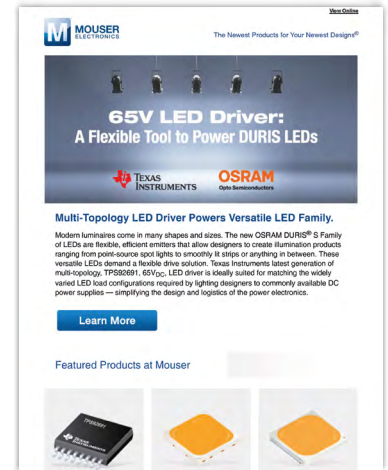 View Online
MOUSER
ELECTRONICS
The Newest Products for Your Newest Designs®
65V LED Driver:
A Flexible Tool to Power DURIS LEDs
TEXAS
INSTRUMENTS
OSRAM
Opto Semiconductors
Multi-Topology LED Driver Powers Versatile LED Family.
Modern luminaires come in many shapes and sizes. The new OSRAM DURIS® S Family
of LEDs are flexible, efficient emitters that allow designers to create illumination products
ranging from point-source spot lights to smoothly lit strips or anything in between. These
versatile LEDs demand a flexible drive solution. Texas Instruments latest generation of
multi-topology, TPS92691, 65VDC, LED driver is ideally suited for matching the widely
varied LED load configurations required by lighting designers to commonly available DC
power supplies — simplifying the design and logistics of the power electronics.
Learn More
Featured Products at Mouser
TPS92691
TEXAS
INSTRUMENTS